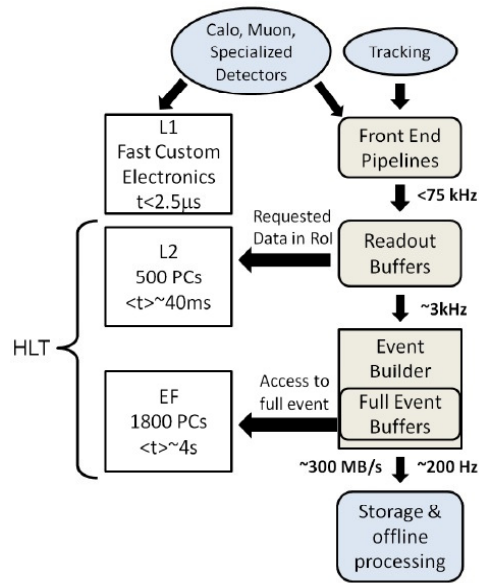 Calo, Muon,
Specialized
Detectors
Tracking
L1
Fast Custom
Electronics
t<2.5μs
Front End
Pipelines
<75 kHz
Requested
Data in RoI
L2
500 PCs
<t>~40ms
Readout
Buffers
~3kHz
HLT
Event
Builder
Access to
full event
Full Event
Buffers
EF
1800 PCs
<t>~4s
~300 MB/s
~200 Hz
Storage &
offline
processing